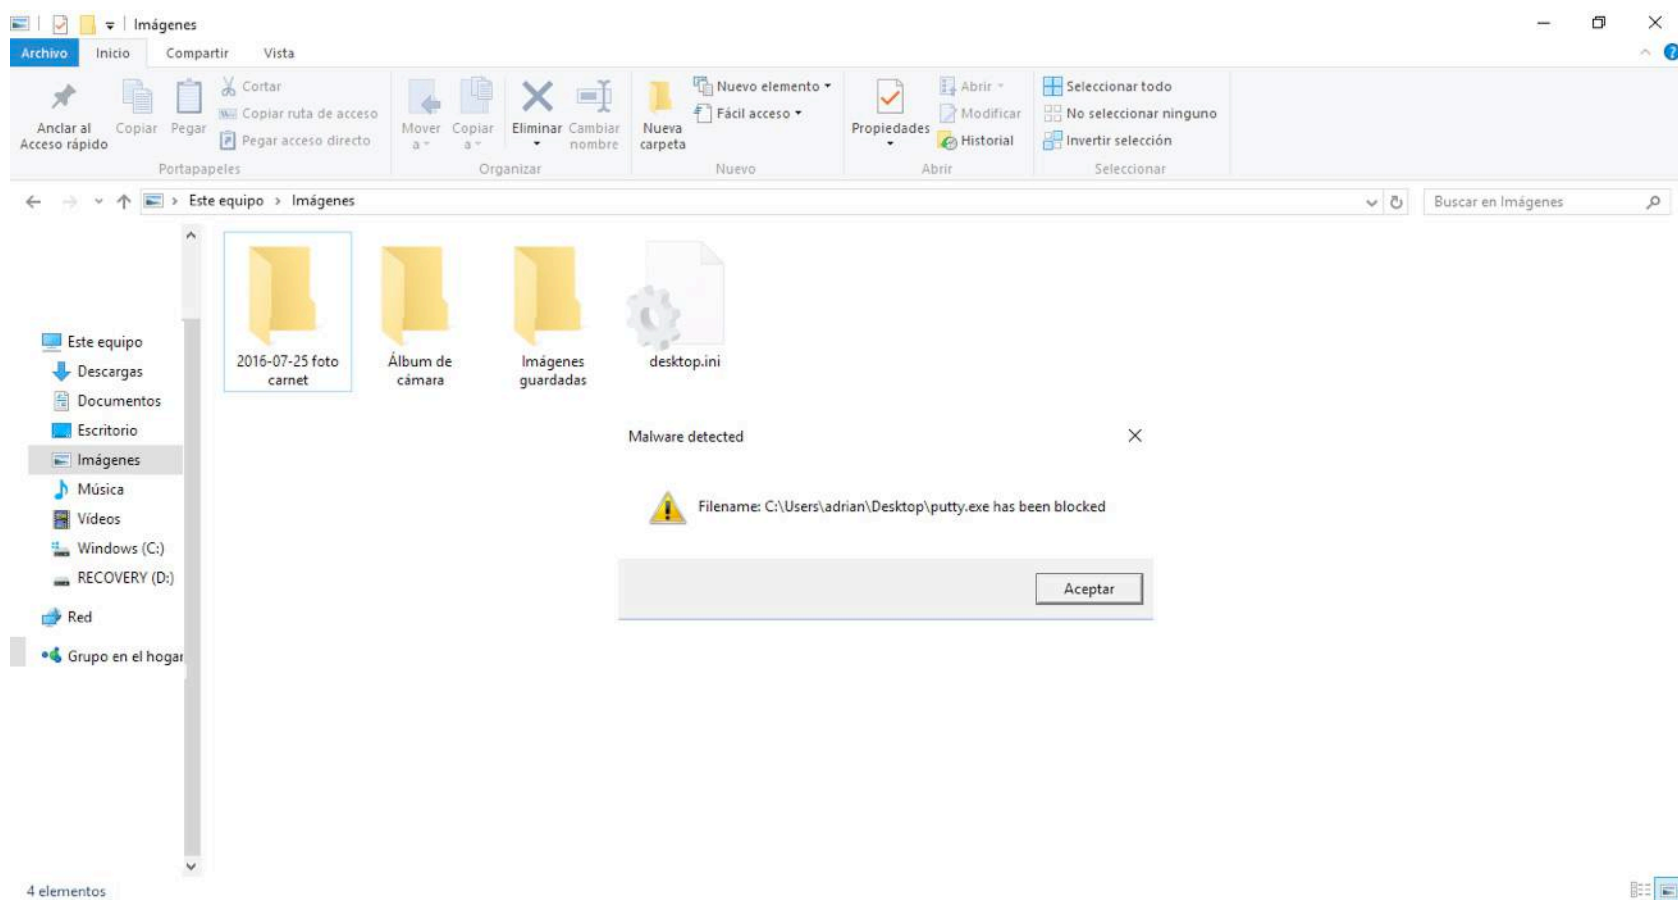 Imágenes
Archivo Inicio Compartir Vista
Anclar al
Acceso rápido
Copiar
Pegar
Cortar
Copiar ruta de acceso
Pegar acceso directo
Portapapeles
Mover
a
Copiar
a
Eliminar
Cambiar
nombre
Organizar
Nueva
carpeta
Nuevo elemento
Fácil acceso
Nuevo
Propiedades
Abrir
Modificar
Historial
Abrir
Seleccionar todo
No seleccionar ninguno
Invertir selección
Seleccionar
Este equipo > Imágenes
Buscar en Imágenes
Este equipo
Descargas
Documentos
Escritorio
Imágenes
Música
Vídeos
Windows (C:)
RECOVERY (D:)
Red
Grupo en el hogar
2016-07-25 foto
carnet
Álbum de
cámara
Imágenes
guardadas
desktop.ini
Malware detected
Filename: C:\Users\adrian\Desktop\putty.exe has been blocked
Aceptar
4 elementos